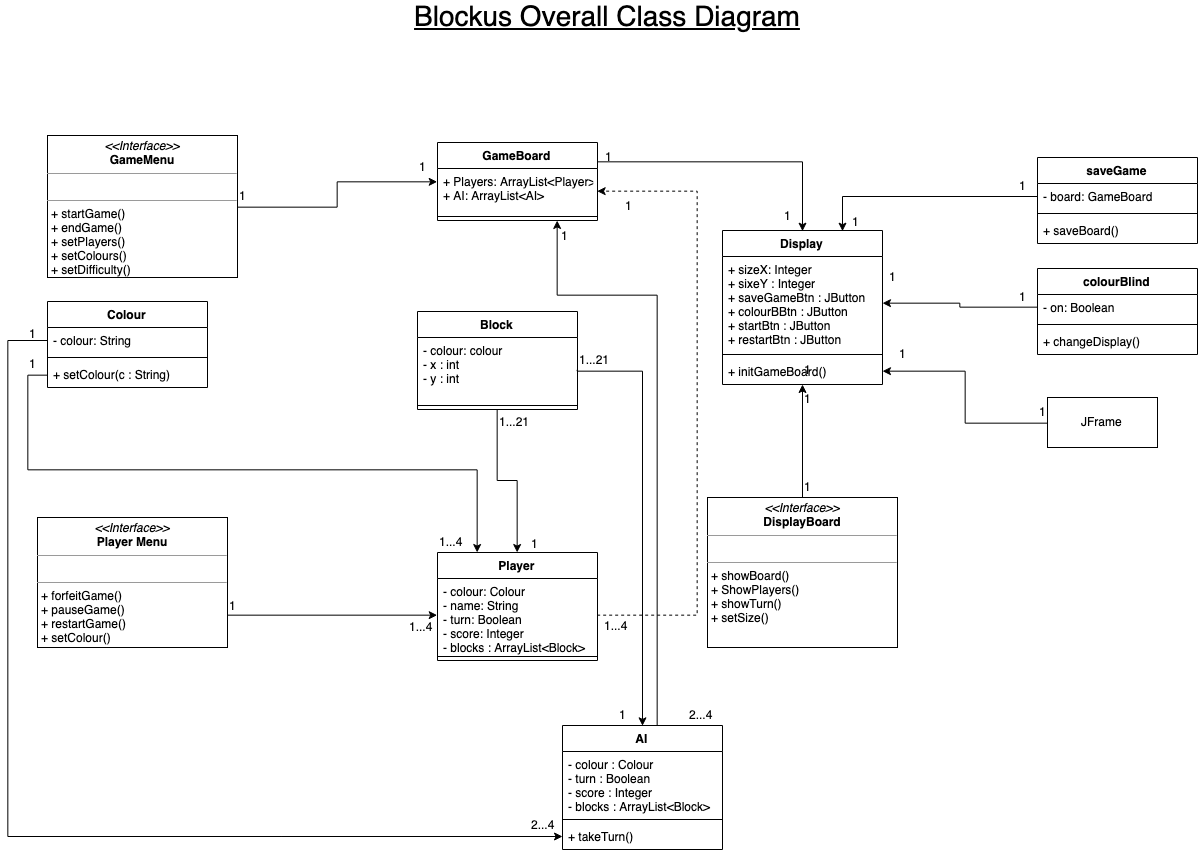 Blockus Overall Class Diagram
<<Interface>>
GameMenu
+ startGame()
+ endGame()
+ setPlayers()
+ setColours()
+ setDifficulty()
1
1
GameBoard
+ Players: ArrayList<Player>
+ AI: ArrayList<AI>
1
1
1
1
saveGame
- board: GameBoard
+ saveBoard()
1
1
Display
+ sizeX: Integer
+ sixeY : Integer
+ saveGameBtn : JButton
+ colourBBtn : JButton
+ startBtn : JButton
+ restartBtn : JButton
+ initGameBoard()
1
1
1
1
colourBlind
- on: Boolean
+ changeDisplay()
1
1
JFrame
1
Colour
- colour: String
+ setColour(c : String)
1
1
Block
- colour: colour
- x : int
- y : int
1...21
1...21
<<Interface>>
DisplayBoard
+ showBoard()
+ ShowPlayers()
+ showTurn()
+ setSize()
1
<<Interface>>
Player Menu
+ forfeitGame()
+ pauseGame()
+ restartGame()
+ setColour()
1
1...4
1...4
1
Player
- colour: Colour
- name: String
- turn: Boolean
- score: Integer
- blocks : ArrayList<Block>
1...4
1
2...4
AI
- colour : Colour
- turn : Boolean
- score : Integer
- blocks : ArrayList<Block>
+ takeTurn()
2...4